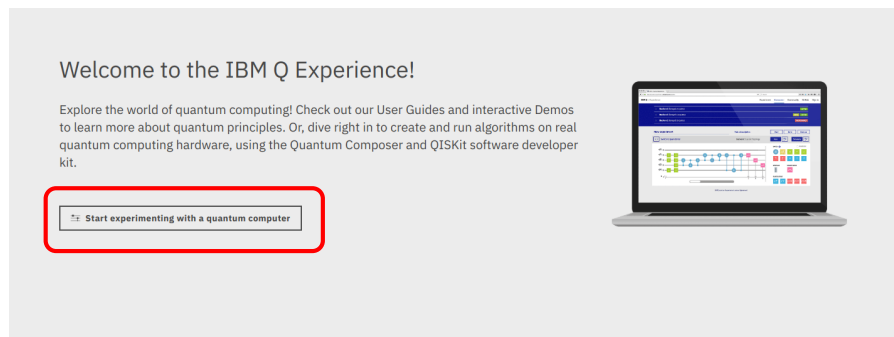 Welcome to the IBM Q Experience!
Explore the world of quantum computing! Check out our User Guides and interactive Demos
to learn more about quantum principles. Or, dive right in to create and run algorithms on real
quantum computing hardware, using the Quantum Composer and QISKit software developer
kit.
Start experimenting with a quantum computer